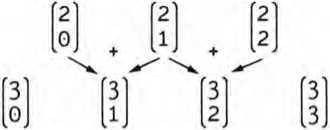 (2 0) + (2 1) + (2 2)
(3 0) (3 1) (3 2) (3 3)